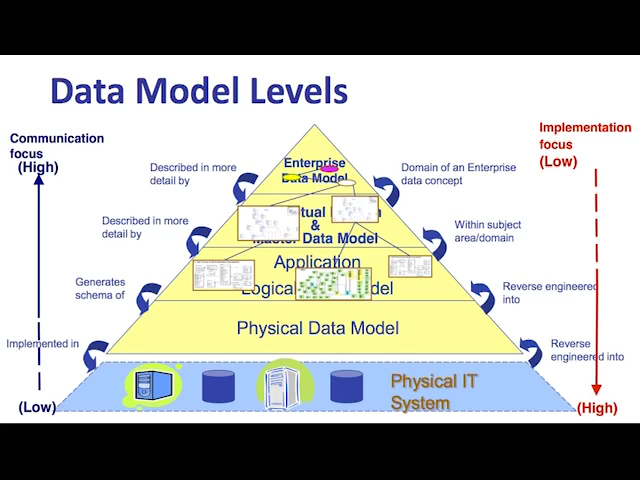 Data Model Levels
Communication
focus
(High)
Implementation
focus
(Low)
Enterprise
Data Model
Described in more
detail by
Domain of an Enterprise
data concept
&
Data Model
Described in more
detail by
Within subject
area/domain
Application
Generates
schema of
Reverse engineered
into
Physical Data Model
Implemented in
Reverse
engineered into
Physical IT
System
(Low)
(High)